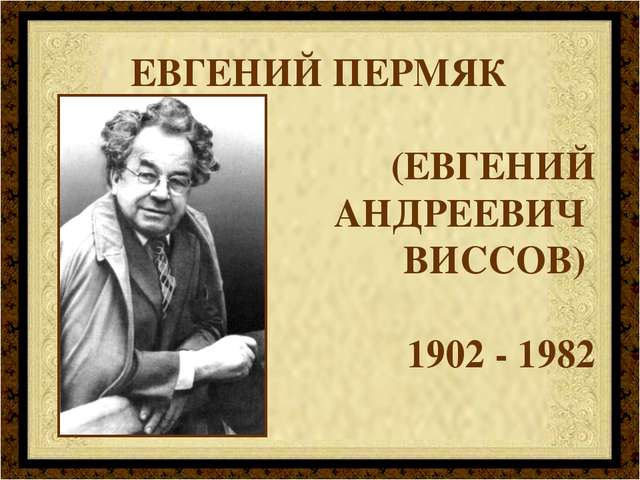 ЕВГЕНИЙ ПЕРМЯК
(ЕВГЕНИЙ
АНДРЕЕВИЧ
ВИССОВ)
1902 - 1982